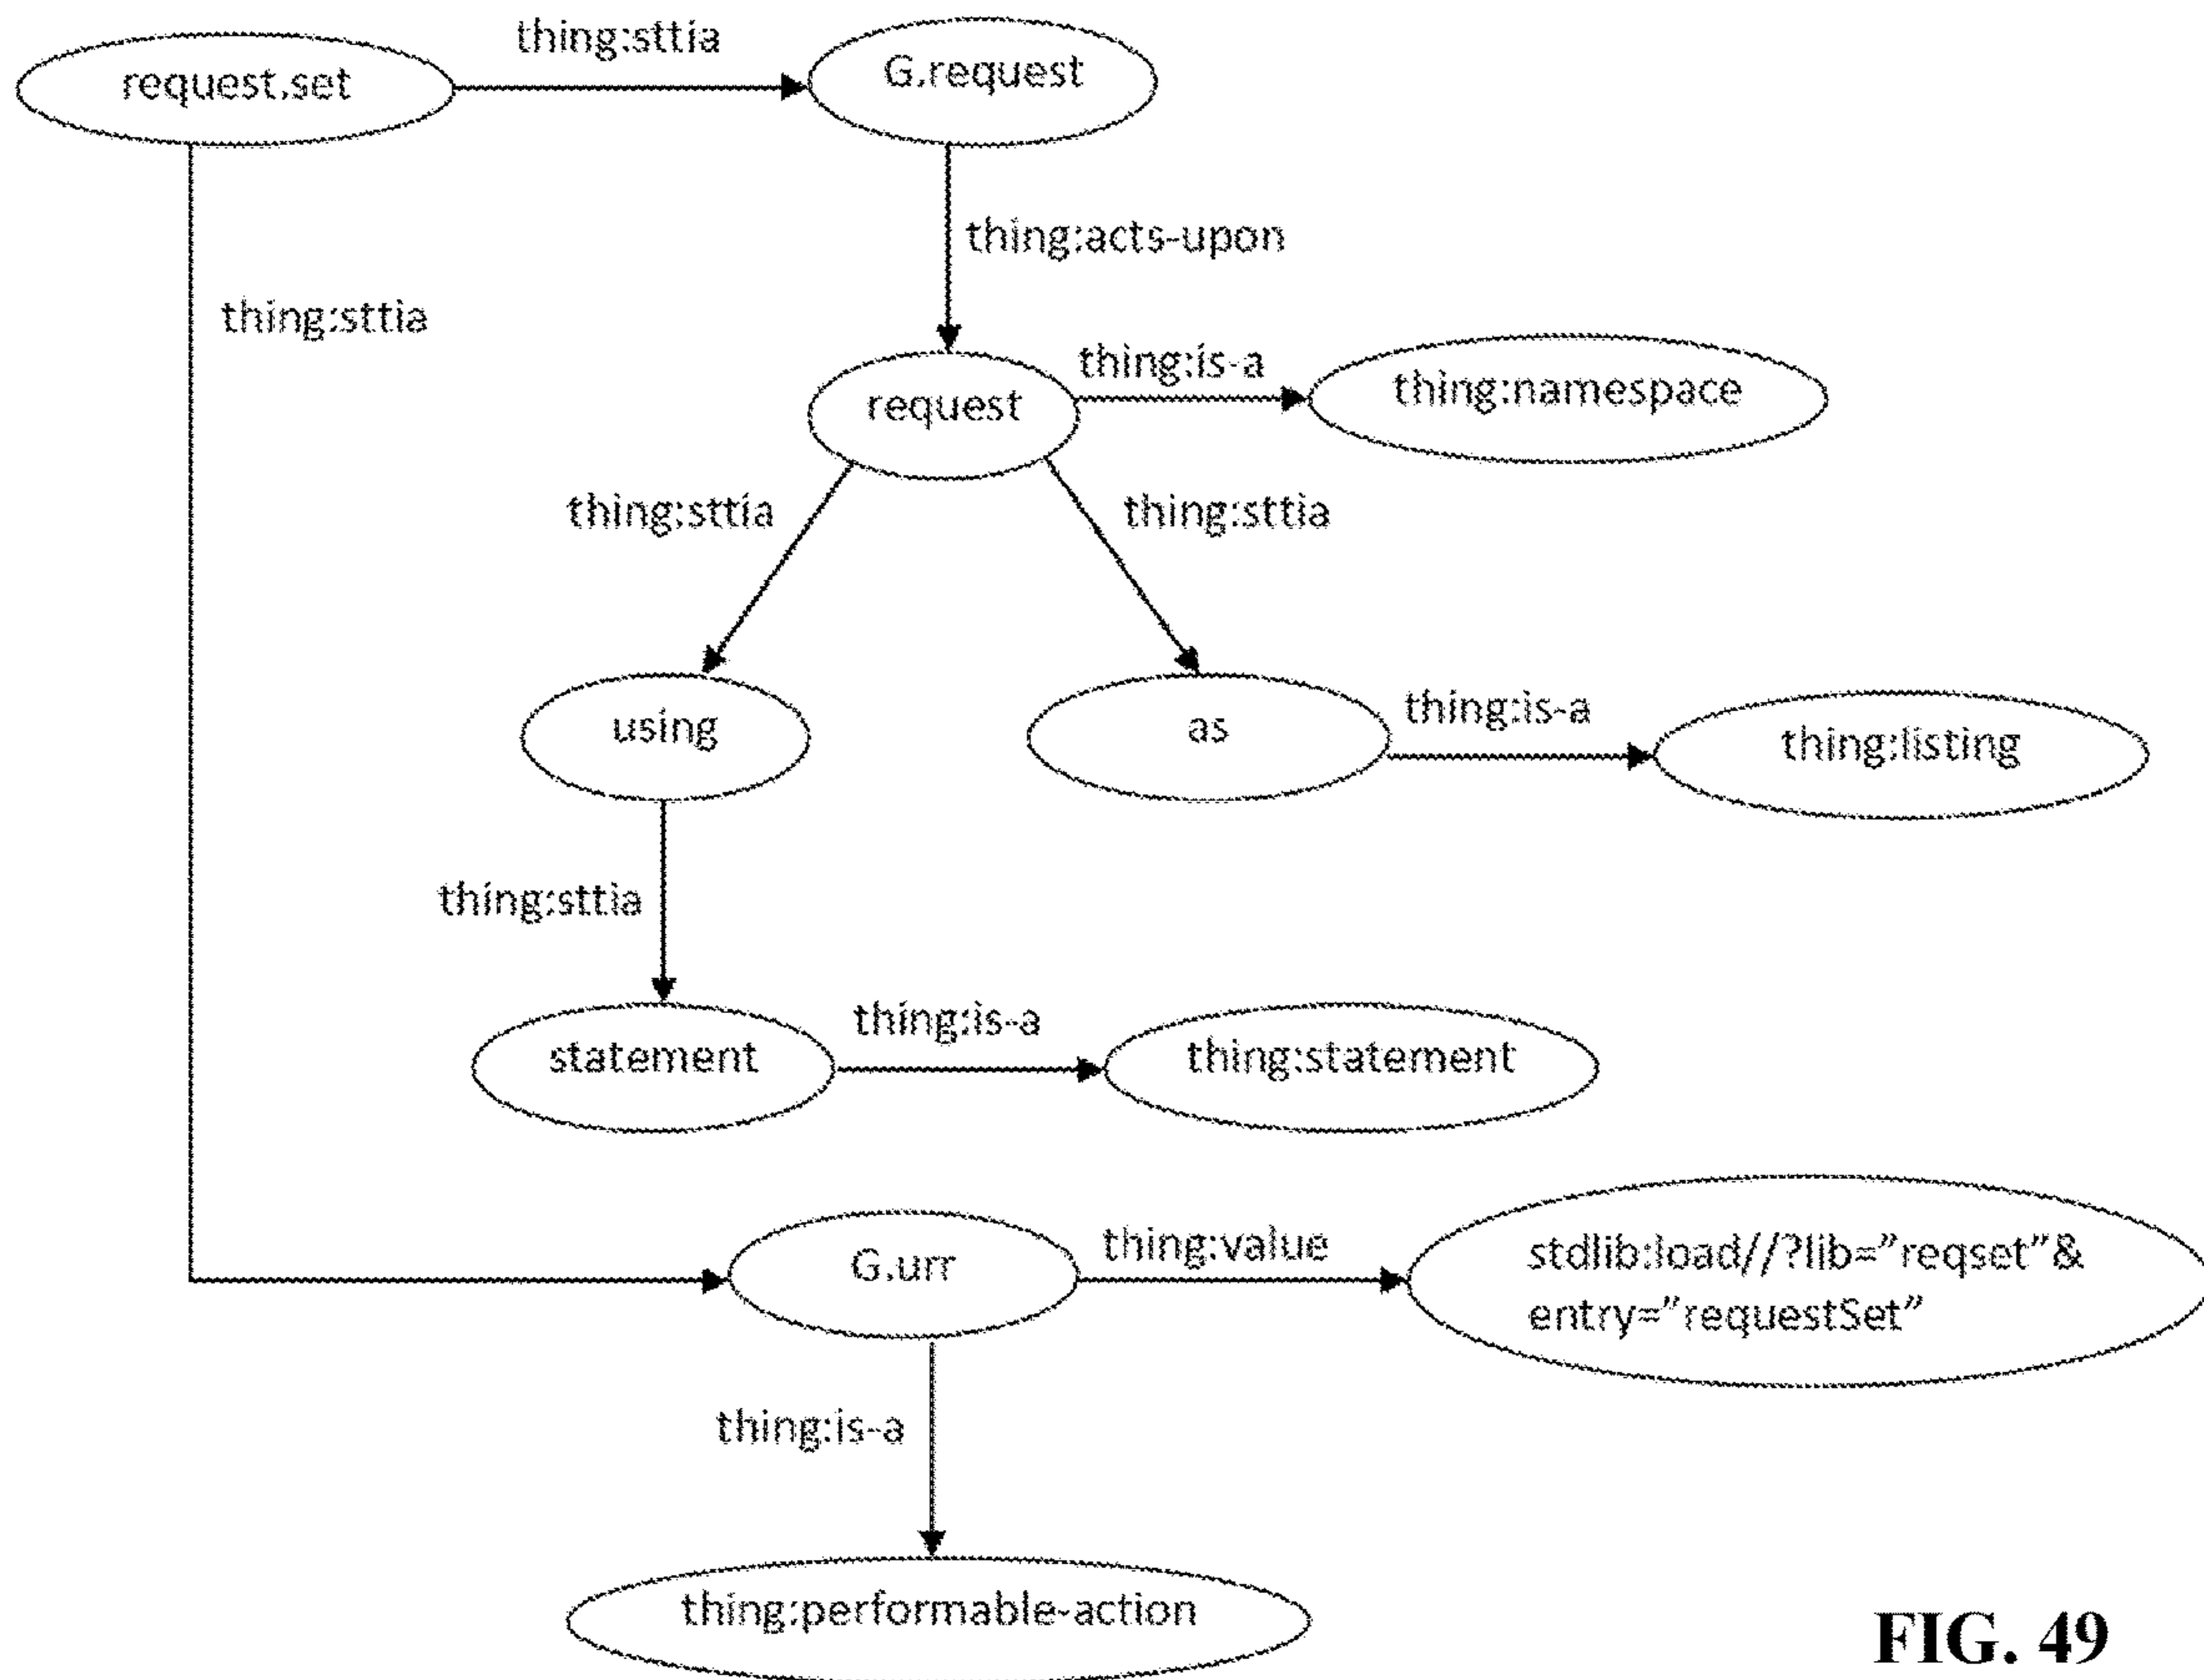 thing:sttia
request.set
G.request
thing:acts-upon
thing:sttia
thing:is-a
request
thing:namespace
thing:sttia
thing:sttia
using
as
thing:is-a
thing:listing
thing:sttia
statement
thing:is-a
thing:statement
G.urr
thing:value
stdlib:load//?lib=”reqset”&
entry=”requestSet”
thing:is-a
thing:performable-action
FIG. 49